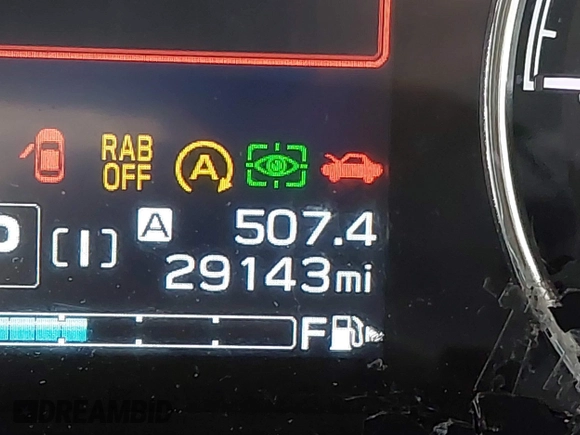 RAB
OFF
A
P
[I]
A 507.4
29143mi
F
DREAMBID